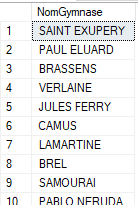 NomGymnase
1 SAINT EXUPERY
2 PAUL ELUARD
3 BRASSENS
4 VERLAINE
5 JULES FERRY
6 CAMUS
7 LAMARTINE
8 BREL
9 SAMOURAI
10 PABLO NERUDA